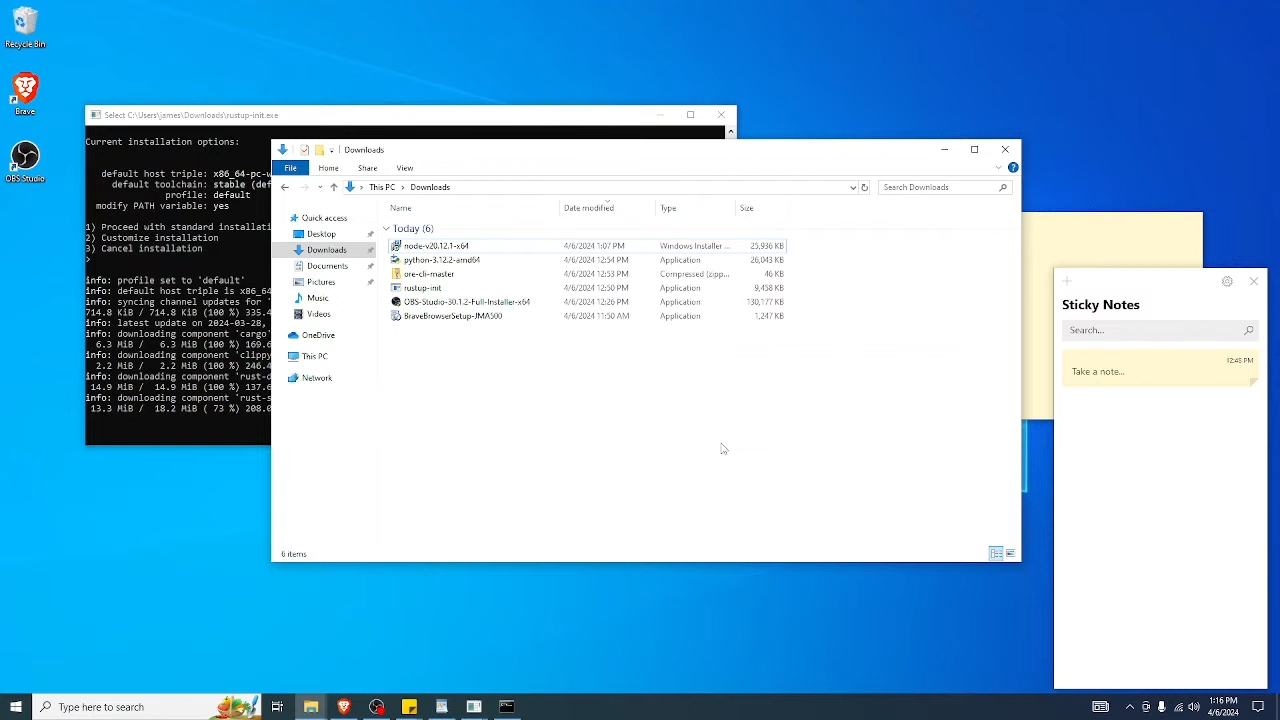 Recycle Bin
Brave
OBS Studio
Select C:\Users\james\Downloads\rustup-init.exe
Current installation options:
default host triple: x86_64-pc-w
default toolchain: stable (def
profile: default
modify PATH variable: yes
1) Proceed with standard installati
2) Customize installation
3) Cancel installation
>
info: profile set to 'default'
info: default host triple is x86_64
info: syncing channel updates for '
714.8 KiB / 714.8 KiB (100 %) 335.4
info: latest update on 2024-03-28,
info: downloading component 'cargo'
6.3 MiB / 6.3 MiB (100 %) 169.6
info: downloading component 'clippy
2.2 MiB / 2.2 MiB (100 %) 246.4
info: downloading component 'rust-d
14.9 MiB / 14.9 MiB (100 %) 137.6
info: downloading component 'rust-s
13.3 MiB / 18.2 MiB ( 73 %) 208.0
Downloads
File Home Share View
This PC > Downloads
Search Downloads
Name Date modified Type Size
Today (6)
node-v20.12.1-x64 4/6/2024 1:07 PM Windows Installer ... 25,936 KB
python-3.12.2-amd64 4/6/2024 12:54 PM Application 26,043 KB
ore-cli-master 4/6/2024 12:53 PM Compressed (zipp... 46 KB
rustup-init 4/6/2024 12:50 PM Application 9,458 KB
OBS-Studio-30.1.2-Full-Installer-x64 4/6/2024 12:26 PM Application 130,177 KB
BraveBrowserSetup-JMA500 4/6/2024 11:50 AM Application 1,247 KB
Quick access
Desktop
Downloads
Documents
Pictures
Music
Videos
OneDrive
This PC
Network
6 items
Sticky Notes
Search...
12:45 PM
Take a note...
Type here to search
1:16 PM
4/6/2024